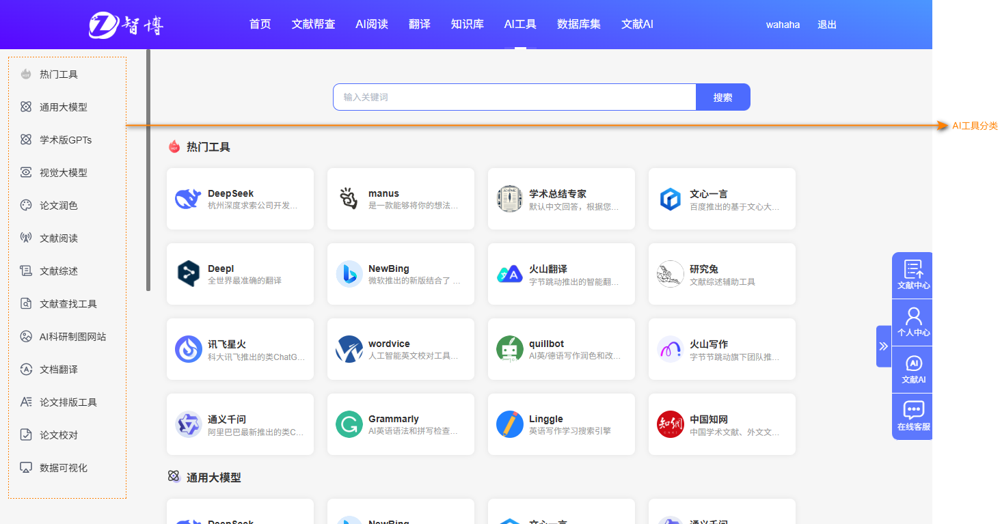 智博
首页 文献帮查 AI阅读 翻译 知识库 AI工具 数据库集 文献AI wahaha 退出
热门工具
通用大模型
学术版GPTs
视觉大模型
论文润色
文献阅读
文献综述
文献查找工具
AI科研制图网站
文档翻译
论文排版工具
论文校对
数据可视化
输入关键词 搜索
AI工具分类
HOT 热门工具
DeepSeek
杭州深度求索公司开发...
manus
是一款能够将你的想法...
学术总结专家
默认中文回答，根据您...
文心一言
百度推出的基于文心大...
Deepl
全世界最准确的翻译
NewBing
微软推出的新版结合了 ...
火山翻译
字节跳动推出的智能翻...
研究兔
文献综述辅助工具
讯飞星火
科大讯飞推出的类ChatG...
wordvice
人工智能英文校对工具...
quillbot
AI英/德语写作润色和改...
火山写作
字节节跳动旗下团队推...
通义千问
阿里巴巴最新推出的类C...
Grammarly
AI英语语法和拼写检查...
Linggle
英语写作学习搜索引擎
中国知网
中国学术文献、外文文...
通用大模型
DeepSeek
NewBing
文心一言
通义千问
文献中心
个人中心
AI
文献AI
在线客服